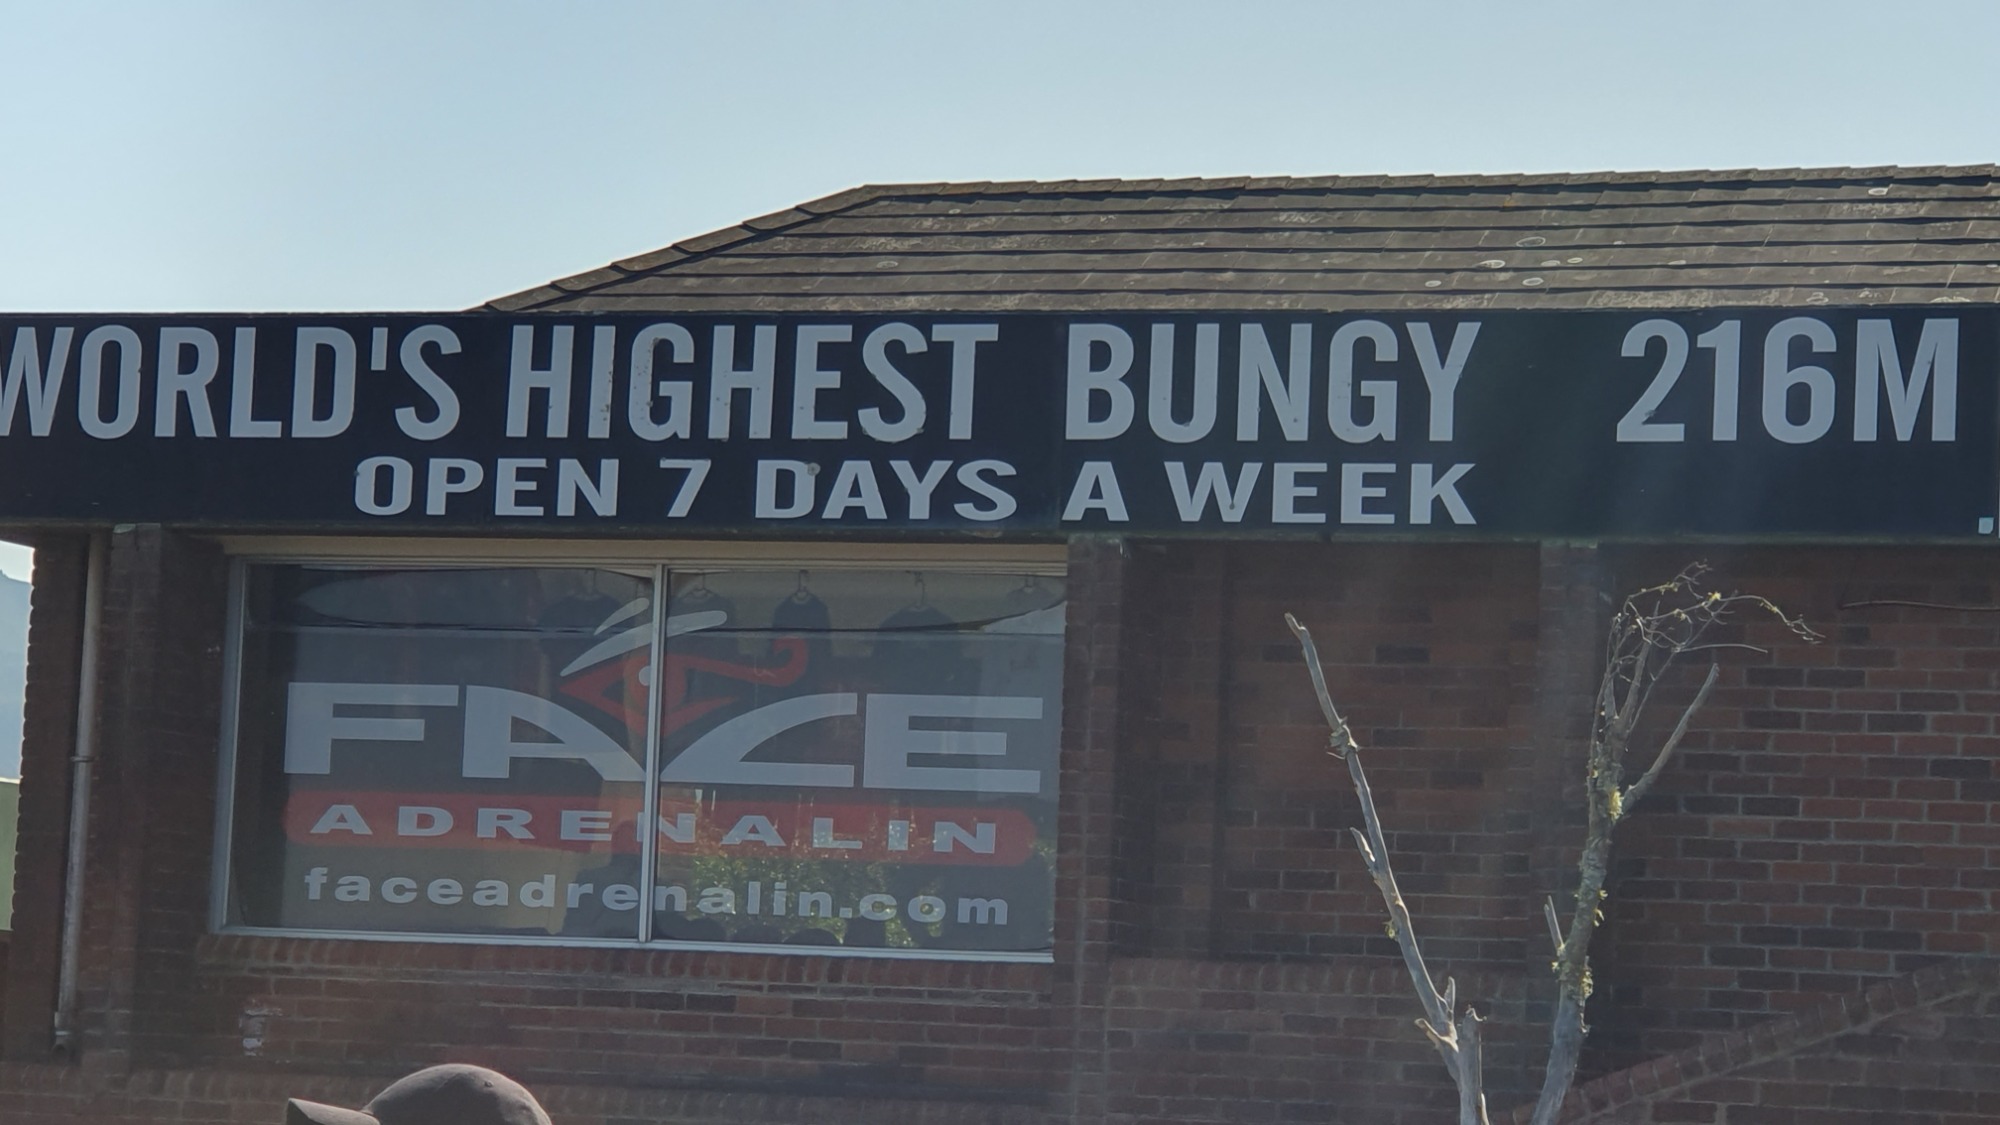 WORLD'S HIGHEST BUNGY 216M
OPEN 7 DAYS A WEEK
FACE
ADRENALIN
faceadrenalin.com